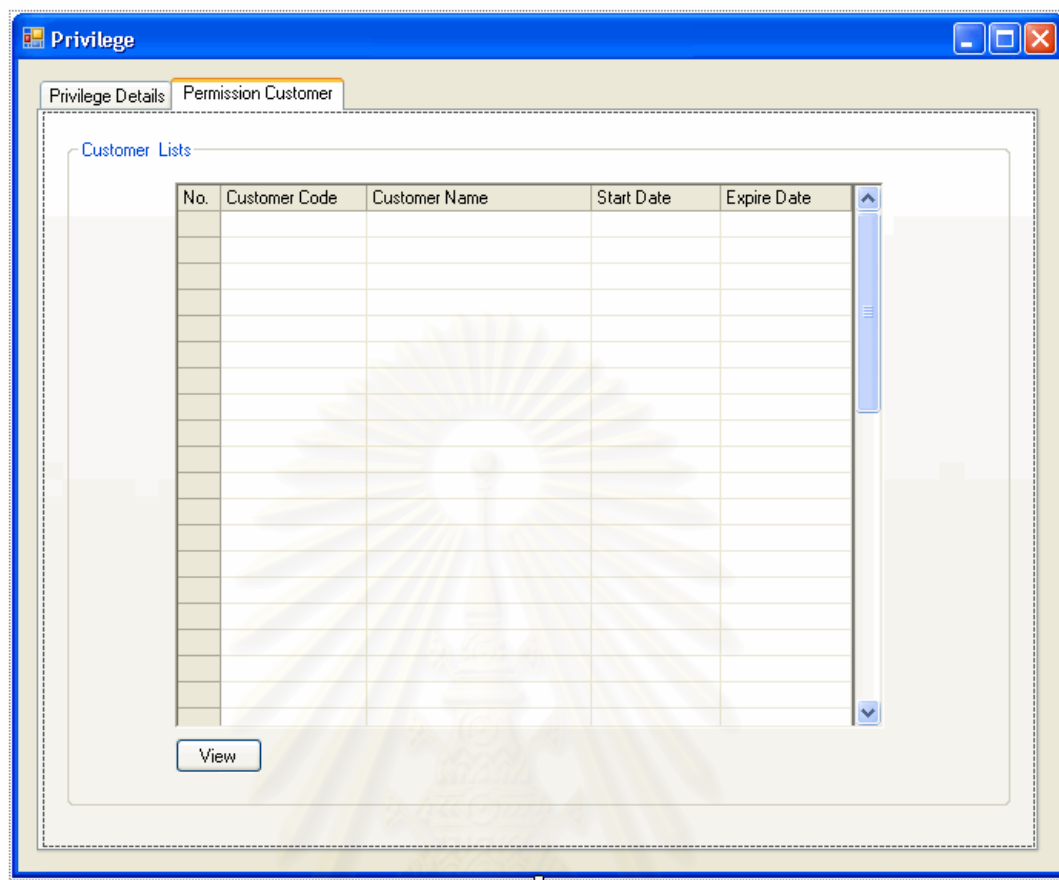 Privilege
Privilege Details Permission Customer
Customer Lists
No. Customer Code Customer Name Start Date Expire Date
View